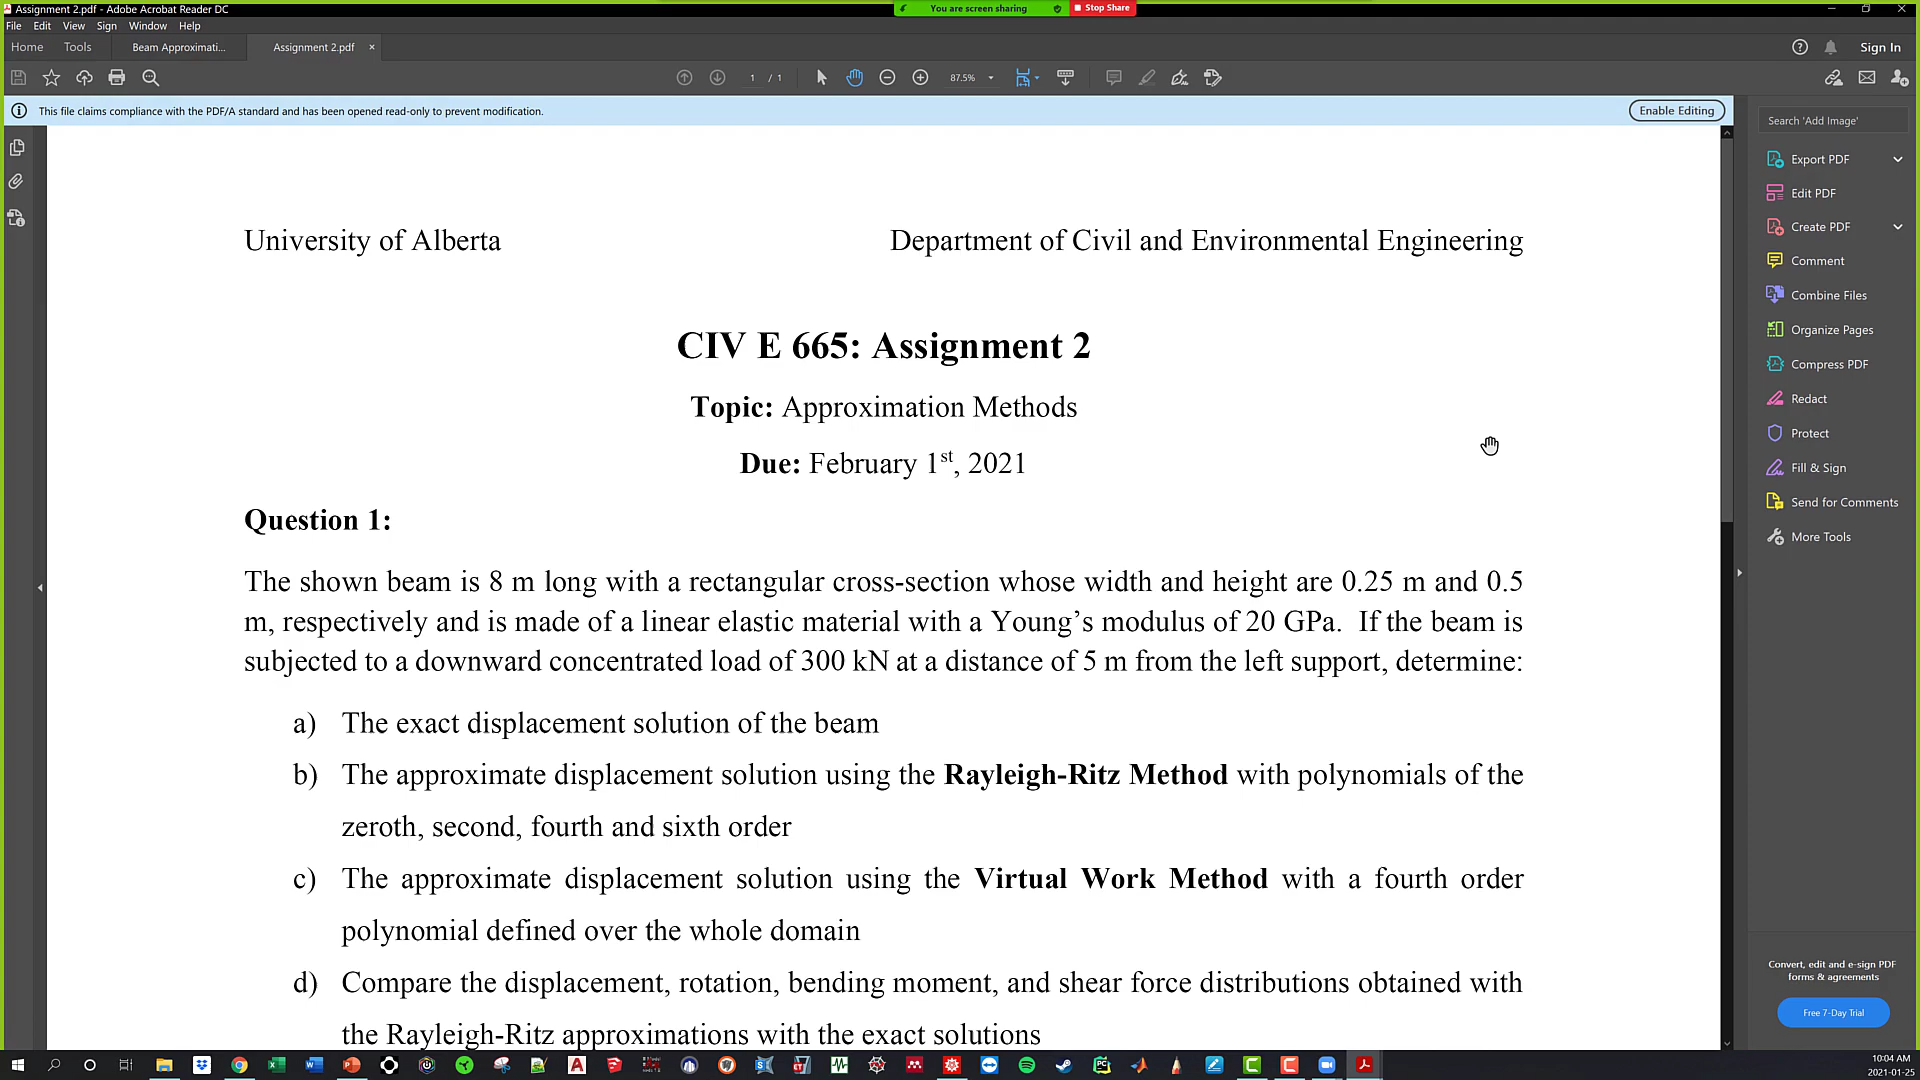 Assignment 2.pdf - Adobe Acrobat Reader DC
You are screen sharing
Stop Share
File Edit View Sign Window Help
Home Tools Beam Approximati... Assignment 2.pdf × Sign In
1 / 1 87.5%
This file claims compliance with the PDF/A standard and has been opened read-only to prevent modification. Enable Editing
University of Alberta Department of Civil and Environmental Engineering
CIV E 665: Assignment 2
Topic: Approximation Methods
Due: February 1st, 2021
Question 1:
The shown beam is 8 m long with a rectangular cross-section whose width and height are 0.25 m and 0.5
m, respectively and is made of a linear elastic material with a Young's modulus of 20 GPa. If the beam is
subjected to a downward concentrated load of 300 kN at a distance of 5 m from the left support, determine:
a) The exact displacement solution of the beam
b) The approximate displacement solution using the Rayleigh-Ritz Method with polynomials of the
zeroth, second, fourth and sixth order
c) The approximate displacement solution using the Virtual Work Method with a fourth order
polynomial defined over the whole domain
d) Compare the displacement, rotation, bending moment, and shear force distributions obtained with
the Rayleigh-Ritz approximations with the exact solutions
Search 'Add Image'
Export PDF
Edit PDF
Create PDF
Comment
Combine Files
Organize Pages
Compress PDF
Redact
Protect
Fill & Sign
Send for Comments
More Tools
Convert, edit and e-sign PDF
forms & agreements
Free 7-Day Trial
10:04 AM
2021-01-25